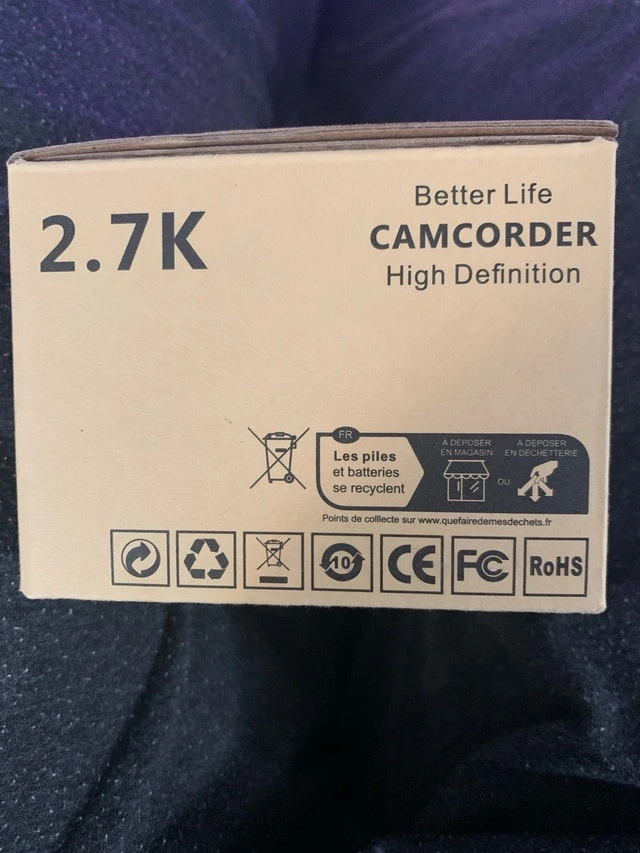 2.7K
Better Life
CAMCORDER
High Definition
FR
Les piles
et batteries
se recyclent
À DÉPOSER
EN MAGASIN
OU
À DÉPOSER
EN DÉCHÈTTERIE
Points de colllecte sur www.quefairedemesdechets.fr
10
CE
FC
RoHS